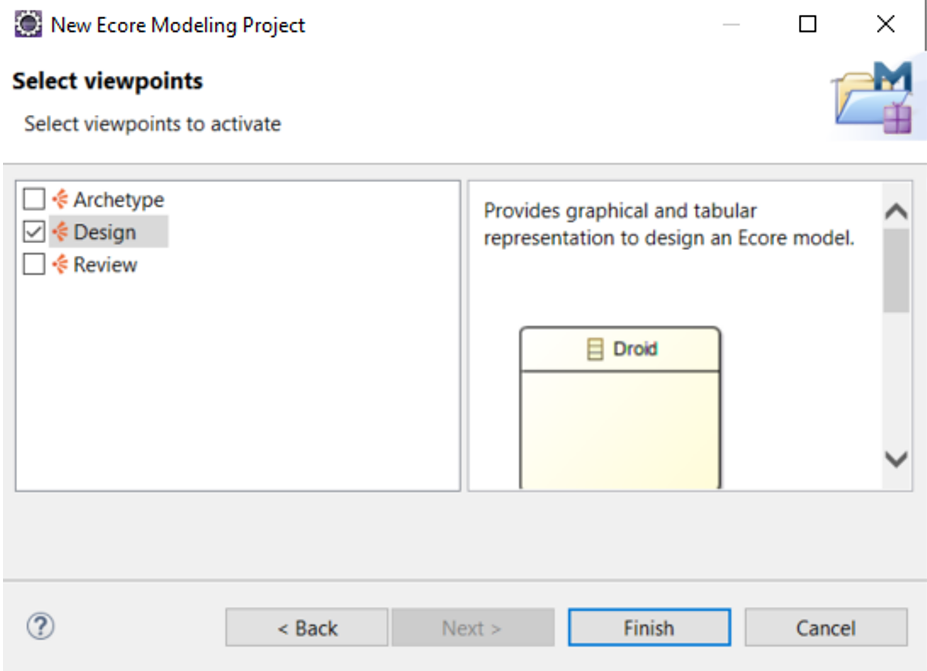 New Ecore Modeling Project
Select viewpoints
Select viewpoints to activate
M
Archetype
Design
Review
Provides graphical and tabular
representation to design an Ecore model.
Droid
?
< Back
Next >
Finish
Cancel